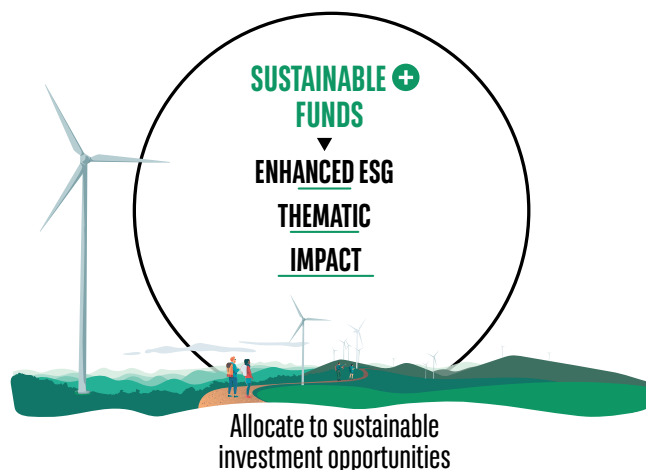 SUSTAINABLE +
FUNDS
ENHANCED ESG
THEMATIC
IMPACT
Allocate to sustainable
investment opportunities